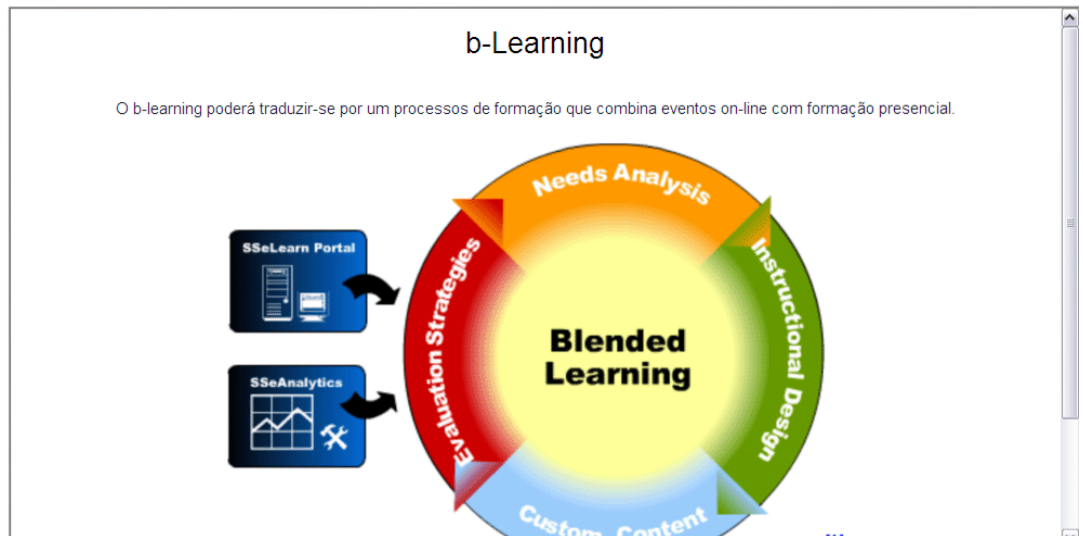 b-Learning
O b-learning poderá traduzir-se por um processos de formação que combina eventos on-line com formação presencial.
Needs Analysis
SSeLearn Portal
Evaluation Strategies
Instructional Design
Blended
Learning
SSeAnalytics
Custom Content